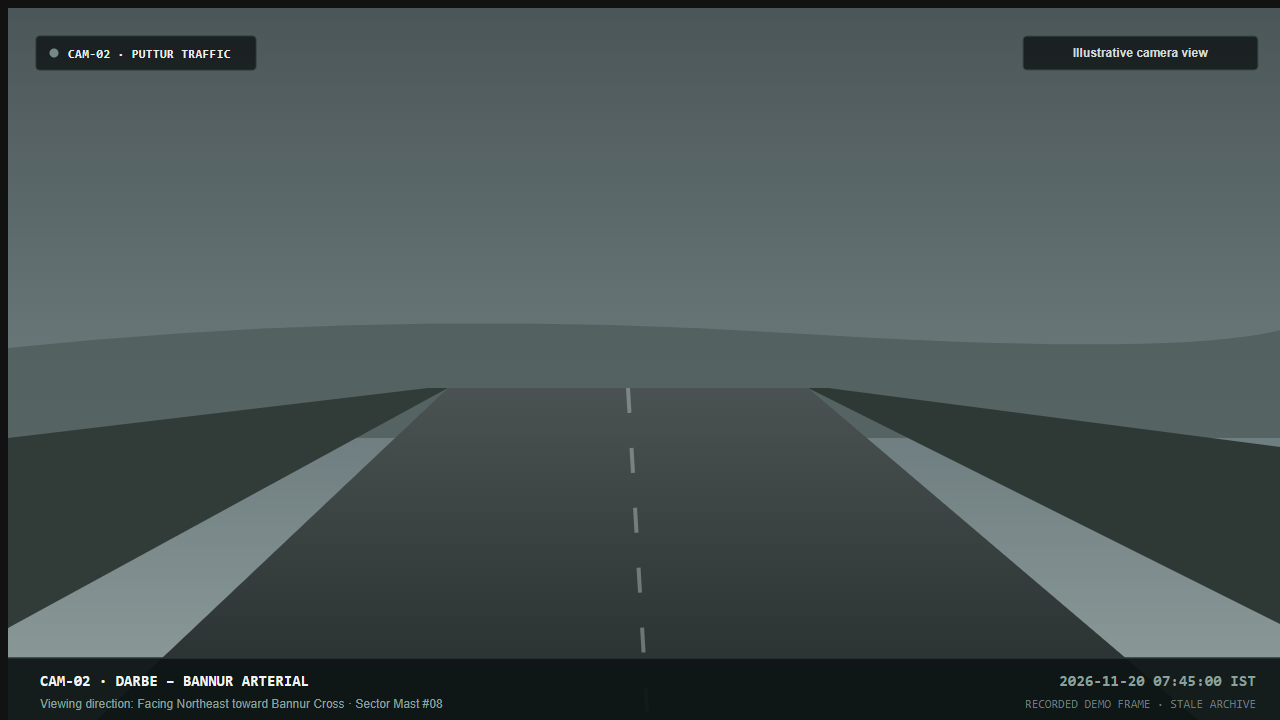 CAM-02 · PUTTUR TRAFFIC
Illustrative camera view
CAM-02 · DARBE – BANNUR ARTERIAL
2026-11-20 07:45:00 IST
Viewing direction: Facing Northeast toward Bannur Cross · Sector Mast #08
RECORDED DEMO FRAME · STALE ARCHIVE